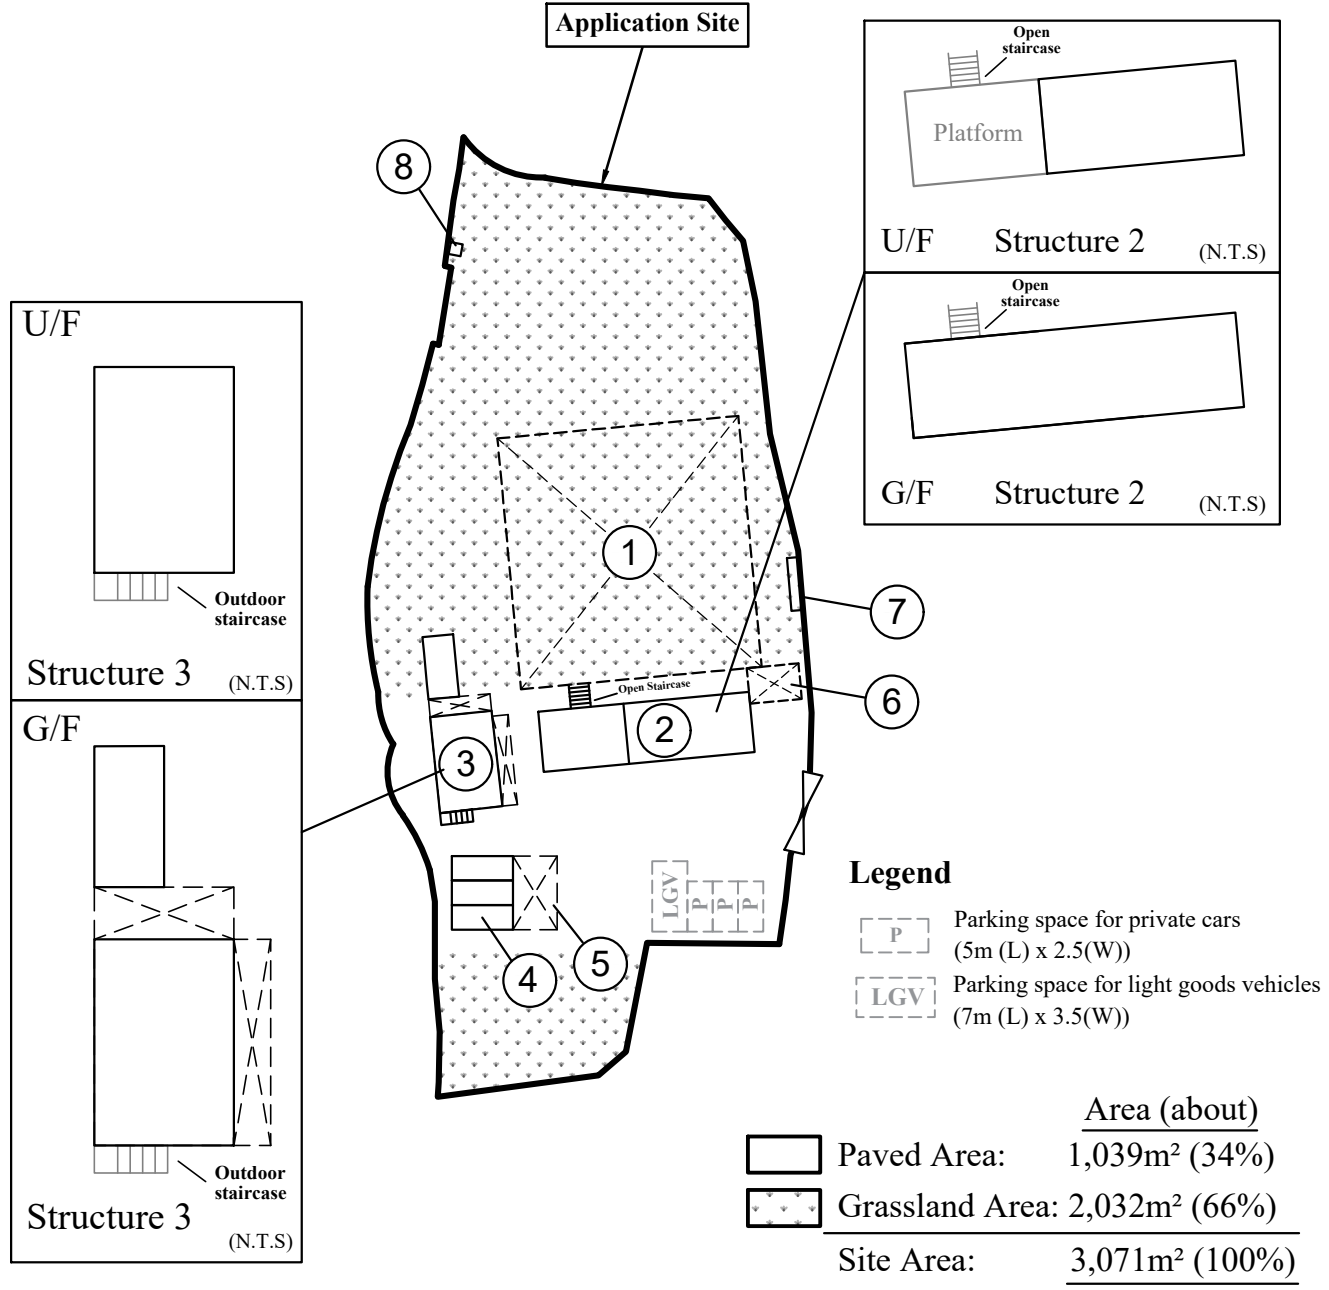 Application Site
Open
staircase
Platform
U/F
Structure 2
(N.T.S)
Open
staircase
G/F
Structure 2
(N.T.S)
8
U/F
Outdoor
staircase
Structure 3
(N.T.S)
G/F
Outdoor
staircase
Structure 3
(N.T.S)
1
7
6
Open Staircase
2
3
4
5
LGV
P
P
P
Legend
P
Parking space for private cars
(5m (L) x 2.5(W))
LGV
Parking space for light goods vehicles
(7m (L) x 3.5(W))
Area (about)
Paved Area: 1,039m² (34%)
Grassland Area: 2,032m² (66%)
Site Area: 3,071m² (100%)